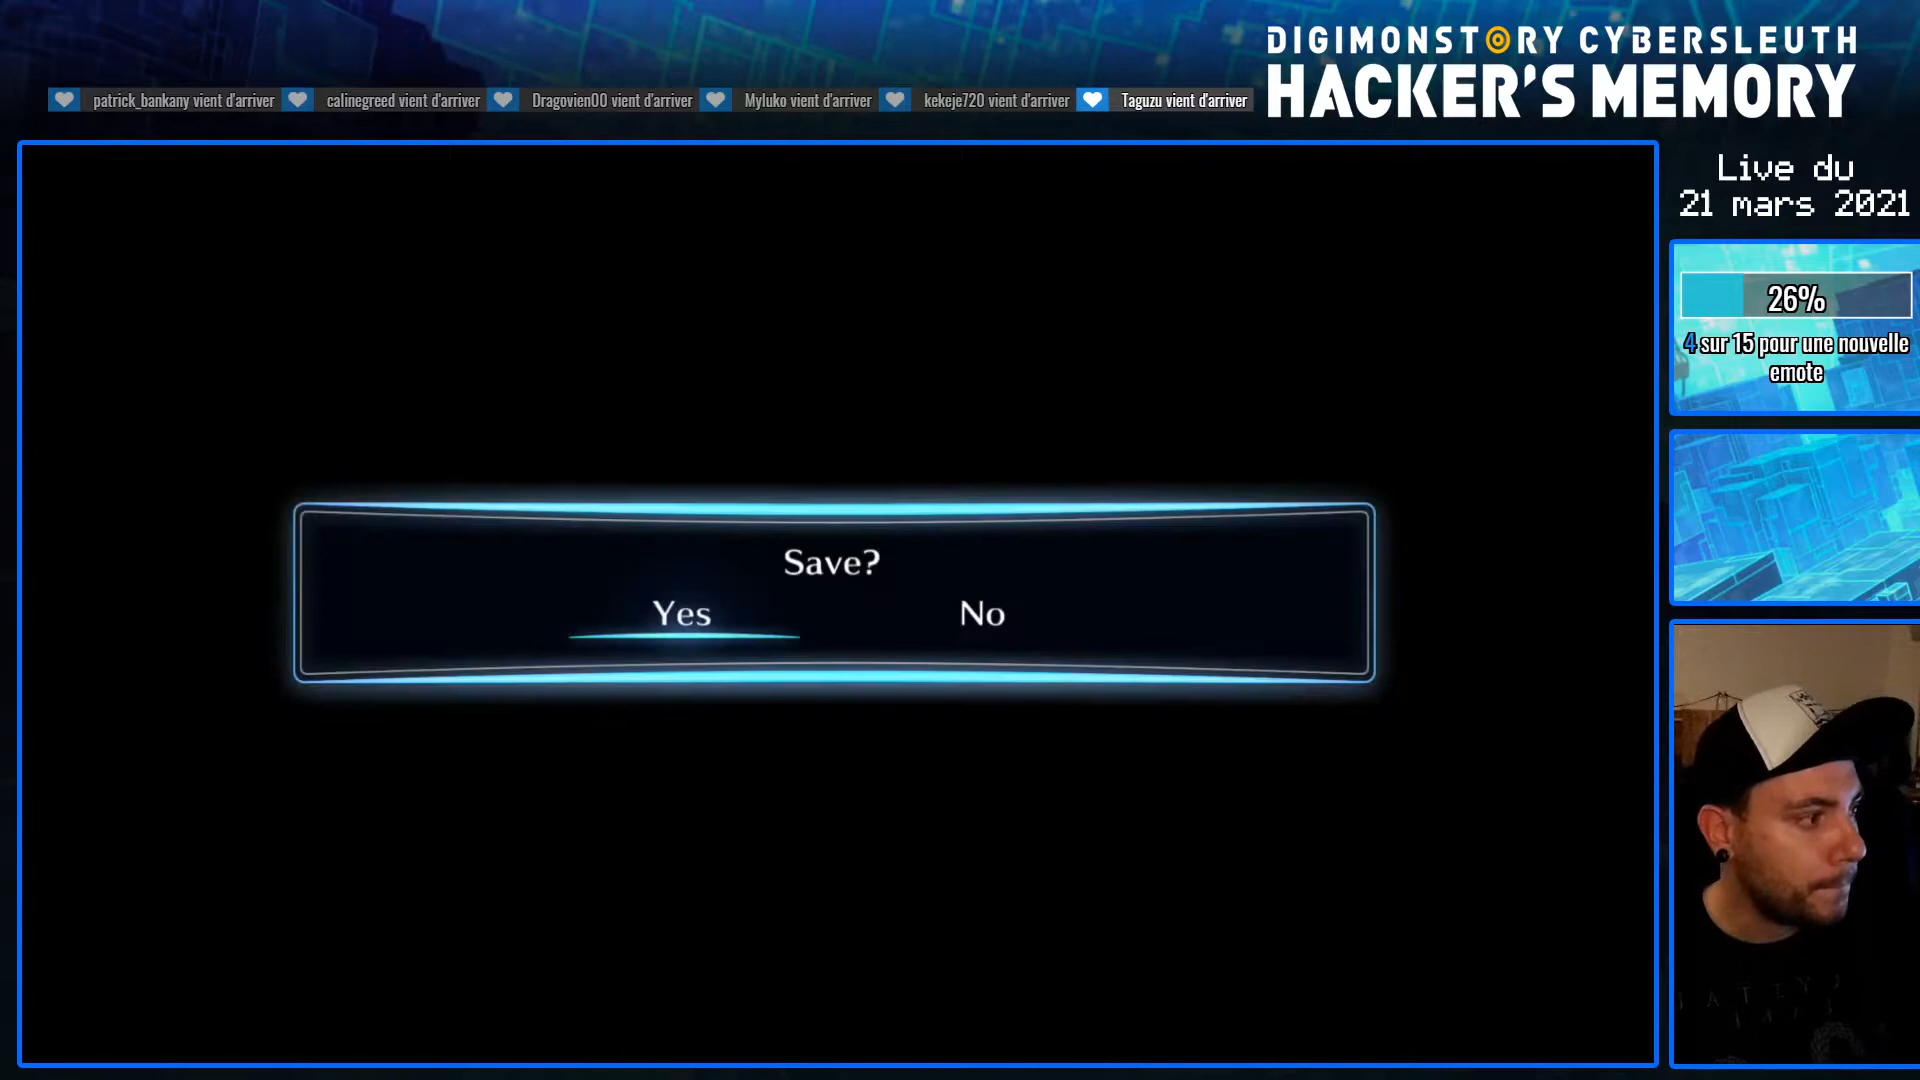 DIGIMONSTORY CYBERSLEUTH
HACKER'S MEMORY
patrick_bankany vient d'arriver calinegreed vient d'arriver Dragovien00 vient d'arriver Myluko vient d'arriver kekeje720 vient d'arriver Taguzu vient d'arriver
Live du
21 mars 2021
26%
4 sur 15 pour une nouvelle
emote
Save?
Yes No